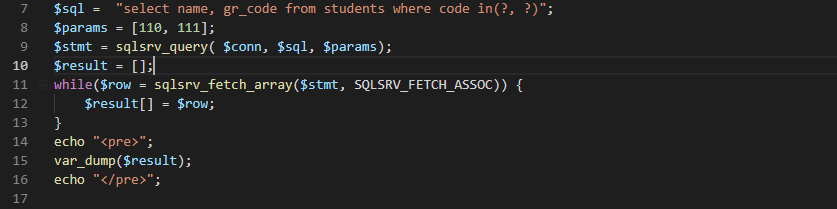 7 $sql =  "select name, gr_code from students where code in(?, ?)";
8 $params = [110, 111];
9 $stmt = sqlsrv_query( $conn, $sql, $params);
10 $result = [];
11 while($row = sqlsrv_fetch_array($stmt, SQLSRV_FETCH_ASSOC)) {
12     $result[] = $row;
13 }
14 echo "<pre>";
15 var_dump($result);
16 echo "</pre>";
17